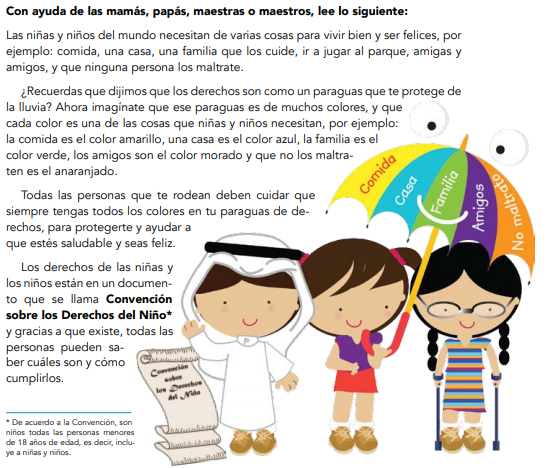 Con ayuda de las mamás, papás, maestras o maestros, lee lo siguiente:
Las niñas y niños del mundo necesitan de varias cosas para vivir bien y ser felices, por
ejemplo: comida, una casa, una familia que los cuide, ir a jugar al parque, amigas y
amigos, y que ninguna persona los maltrate.
¿Recuerdas que dijimos que los derechos son como un paraguas que te protege de
la lluvia? Ahora imagínate que ese paraguas es de muchos colores, y que
cada color es una de las cosas que niñas y niños necesitan, por ejemplo:
la comida es el color amarillo, una casa es el color azul, la familia es el
color verde, los amigos son el color morado y que no los maltra-
ten es el anaranjado.
Todas las personas que te rodean deben cuidar que
siempre tengas todos los colores en tu paraguas de de-
rechos, para protegerte y ayudar a
que estés saludable y seas feliz.
Los derechos de las niñas y
los niños están en un documen-
to que se llama Convención
sobre los Derechos del Niño*
y gracias a que existe, todas las
personas pueden sa-
ber cuáles son y cómo
cumplirlos.
* De acuerdo a la Convención, son
niños todas las personas menores
de 18 años de edad, es decir, inclu-
ye a niñas y niños.
Comida
Casa
Familia
Amigos
No maltrato
Convención
sobre
los Derechos
del Niño